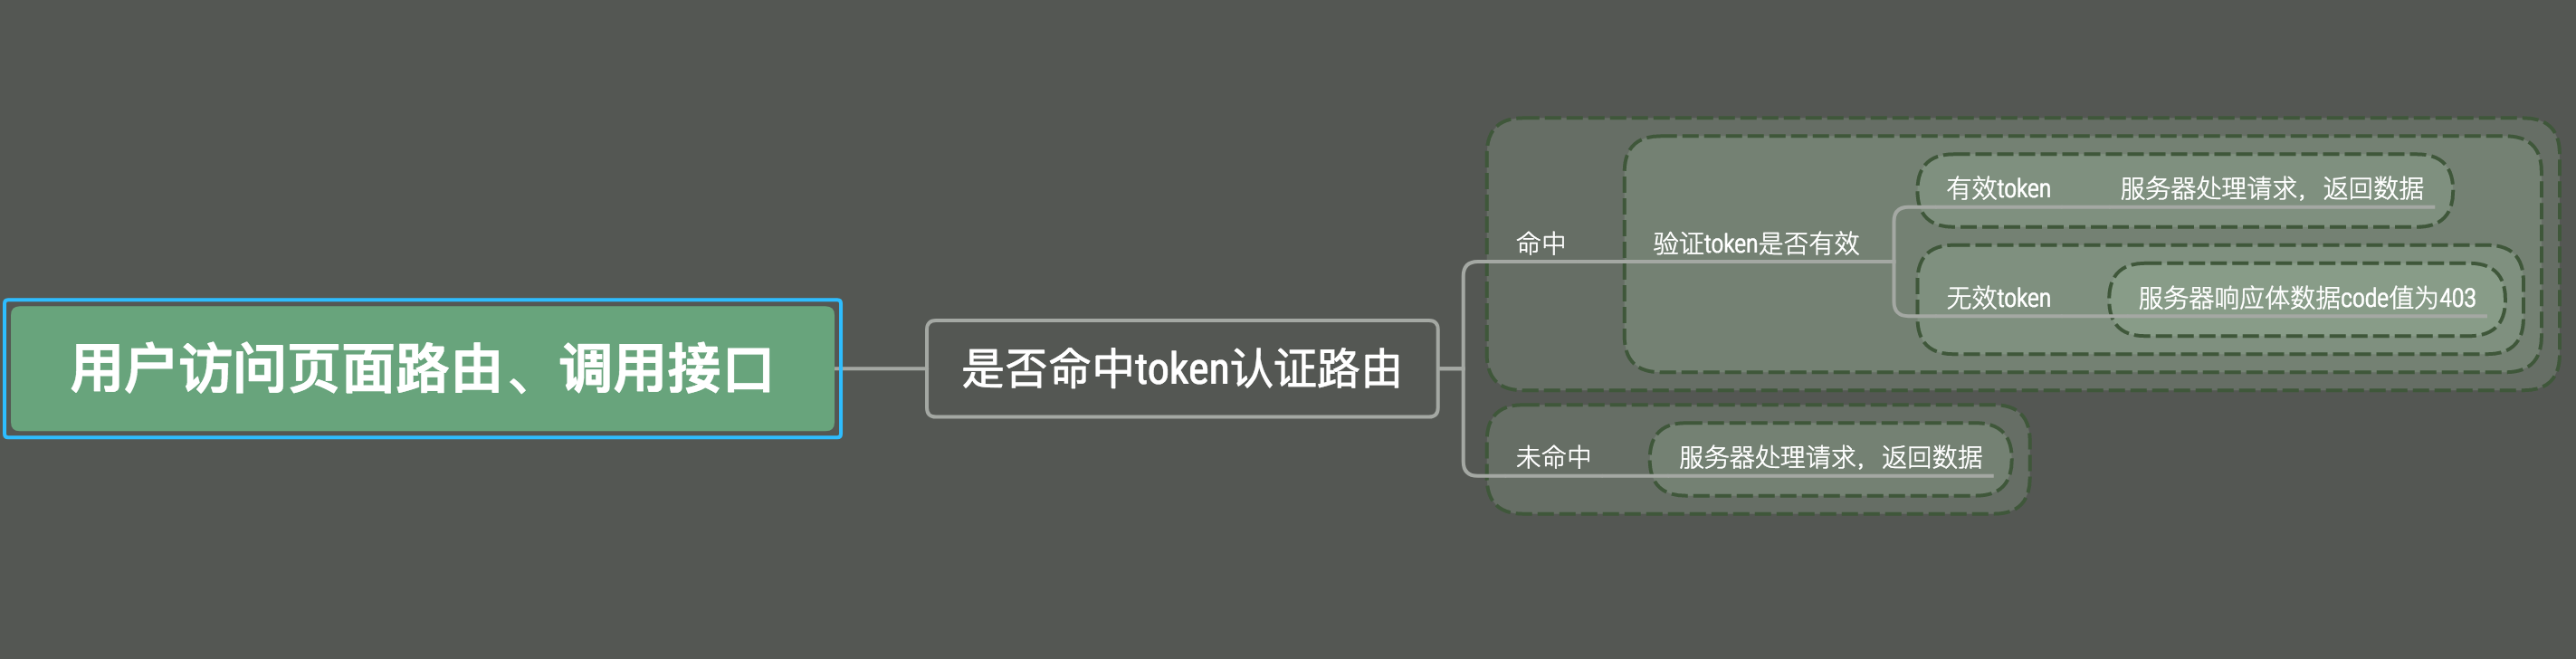 用户访问页面路由、调用接口
是否命中token认证路由
命中
验证token是否有效
有效token
服务器处理请求，返回数据
无效token
服务器响应体数据code值为403
未命中
服务器处理请求，返回数据